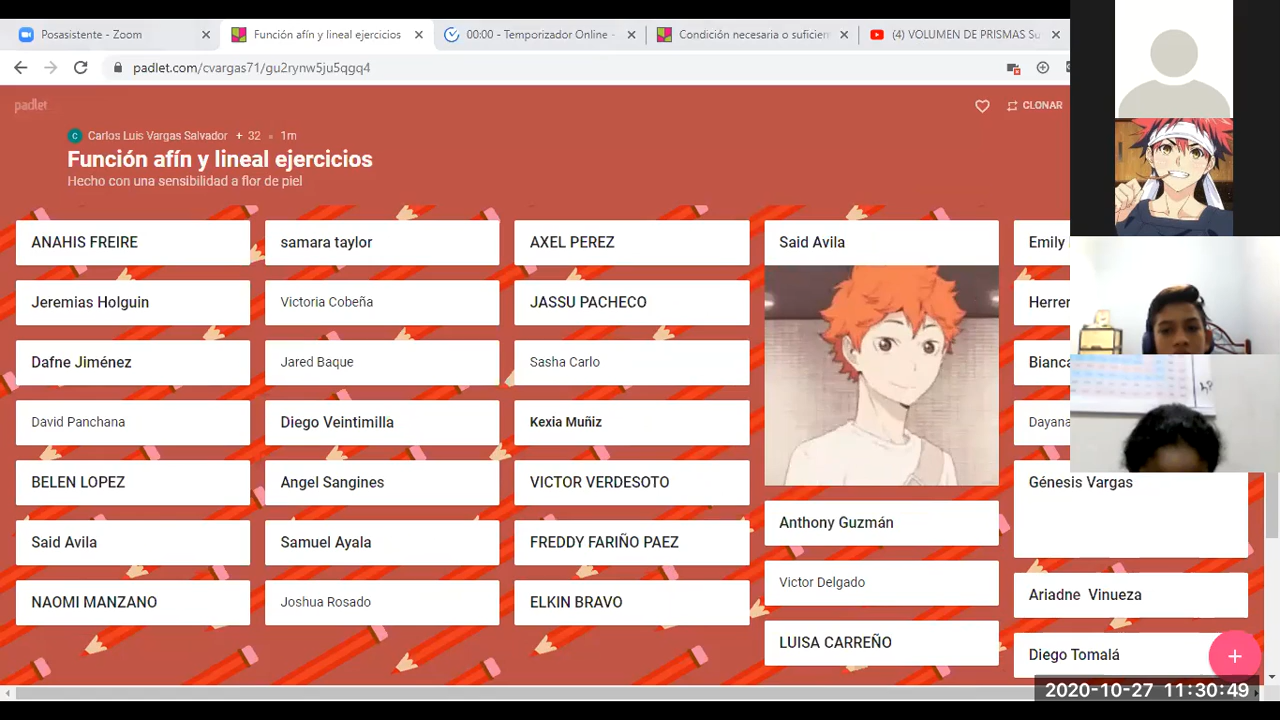 Posasistente - Zoom
Función afín y lineal ejercicios
00:00 - Temporizador Online -
Condición necesaria o suficien
(4) VOLUMEN DE PRISMAS Su
padlet.com/cvargas71/gu2rynw5ju5qgq4
padlet
CLONAR
C Carlos Luis Vargas Salvador + 32 • 1m
Función afín y lineal ejercicios
Hecho con una sensibilidad a flor de piel
ANAHIS FREIRE
Jeremias Holguin
Dafne Jiménez
David Panchana
BELEN LOPEZ
Said Avila
NAOMI MANZANO
samara taylor
Victoria Cobeña
Jared Baque
Diego Veintimilla
Angel Sangines
Samuel Ayala
Joshua Rosado
AXEL PEREZ
JASSU PACHECO
Sasha Carlo
Kexia Muñiz
VICTOR VERDESOTO
FREDDY FARIÑO PAEZ
ELKIN BRAVO
Said Avila
Anthony Guzmán
Victor Delgado
LUISA CARREÑO
Emily
Herrer
Bianca
Dayana
Génesis Vargas
Ariadne Vinueza
Diego Tomalá
2020-10-27 11:30:49